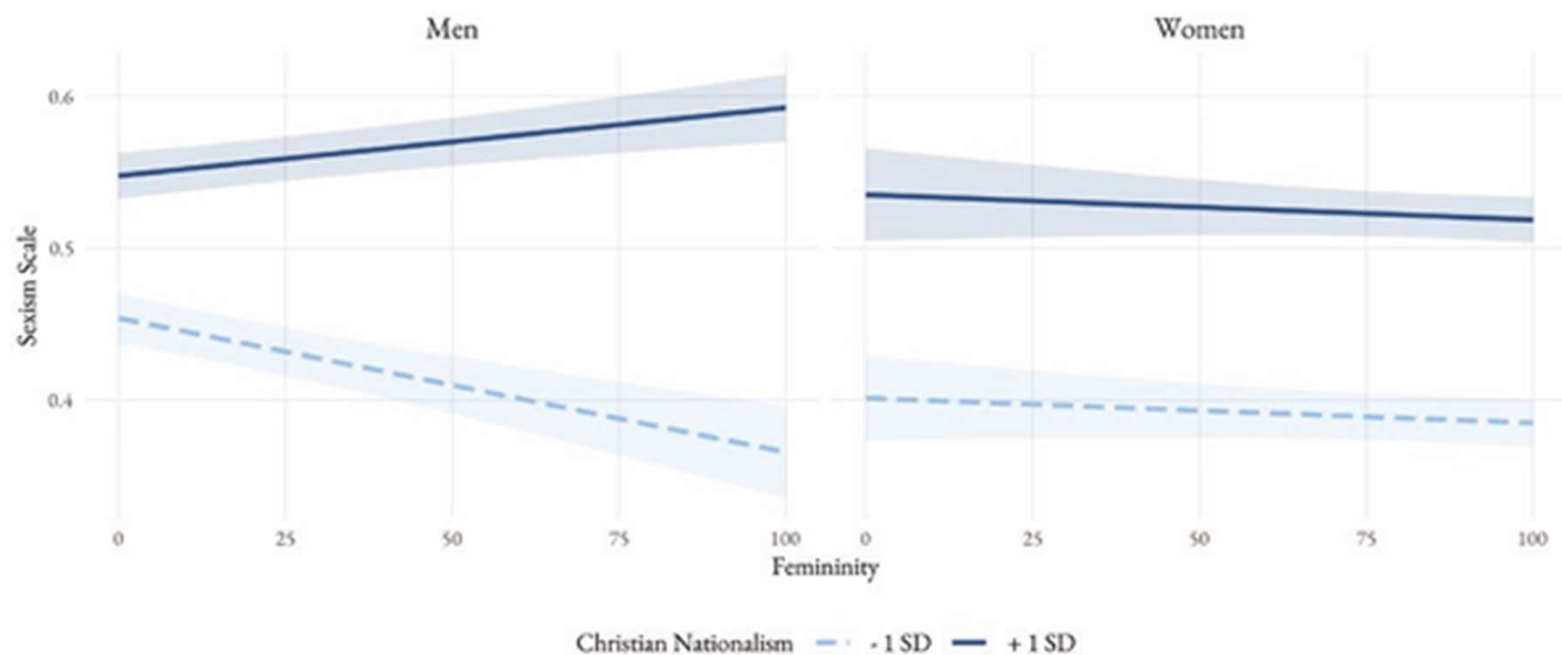 Men
Women
Sexism Scale
0.6
0.5
0.4
0 25 50 75 100
0 25 50 75 100
Femininity
Christian Nationalism - 1 SD + 1 SD